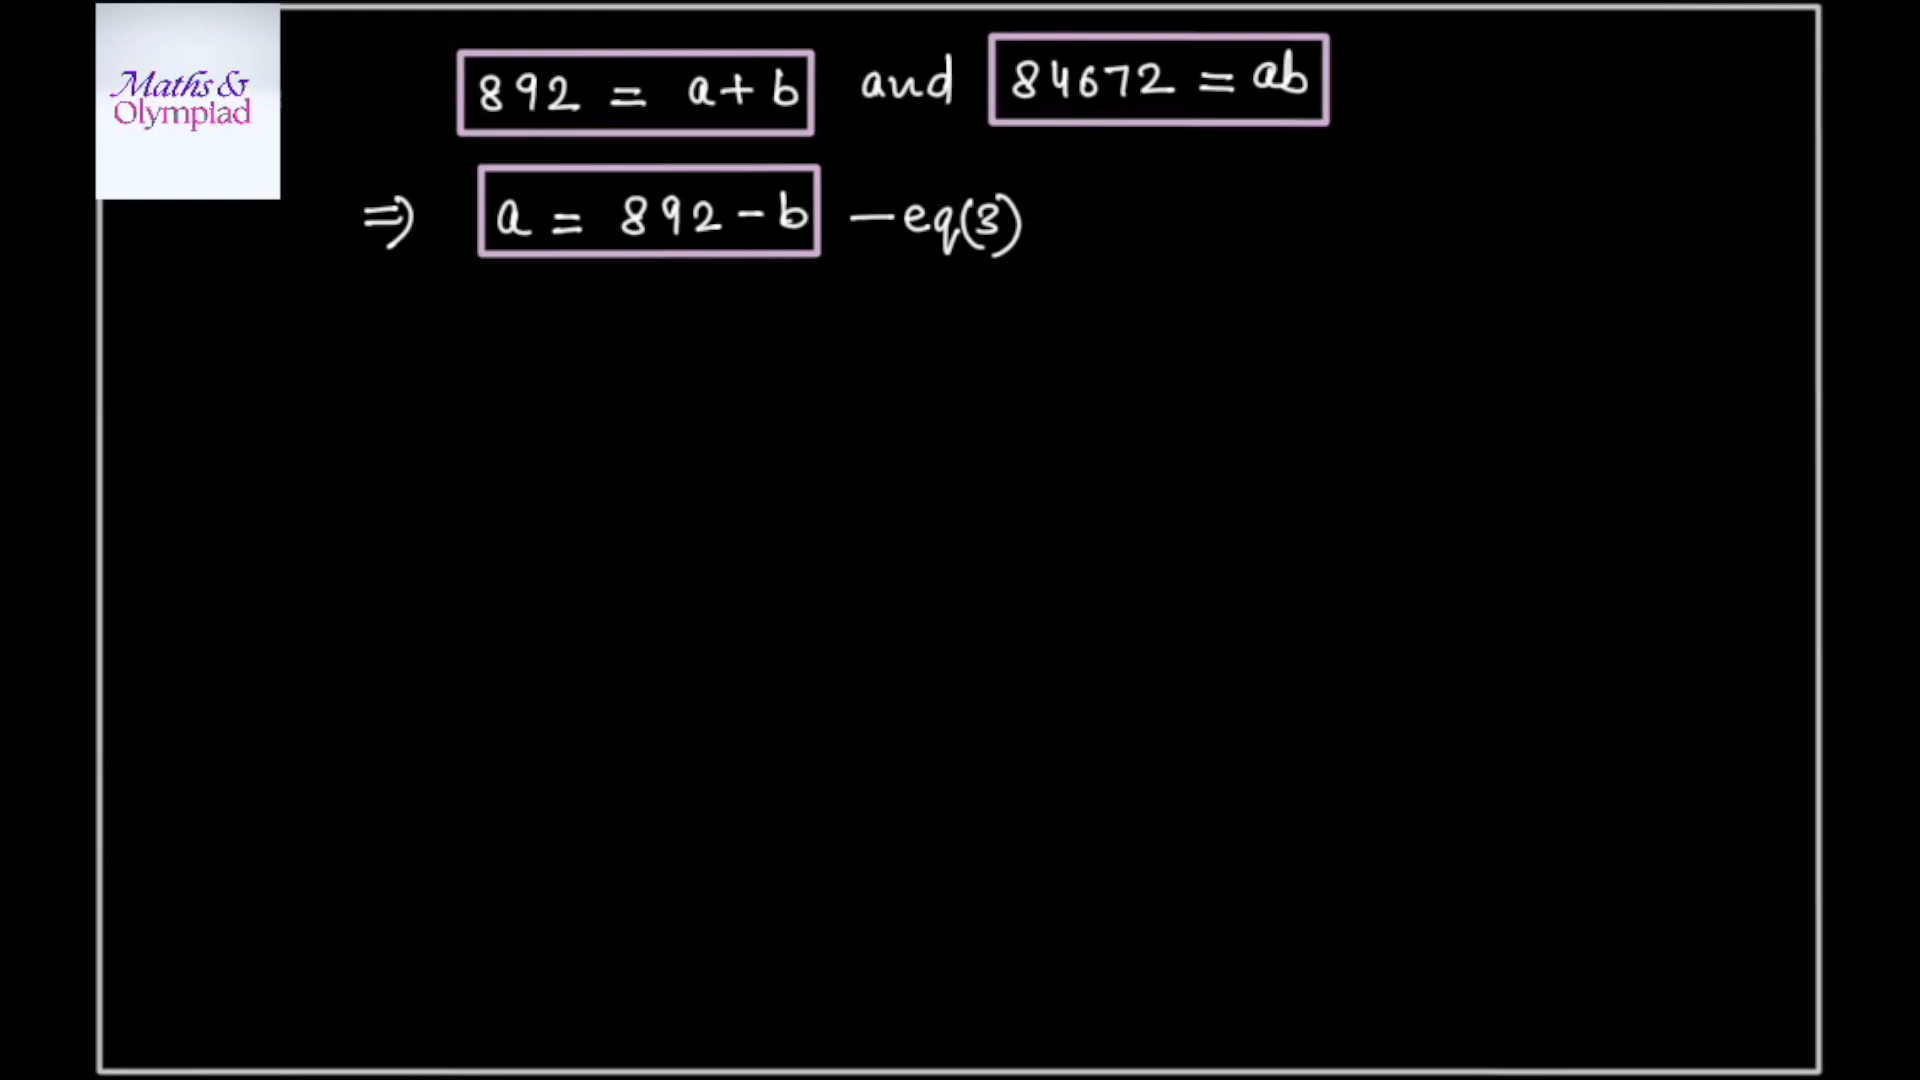 Maths &
Olympiad
892 = a + b and 84672 = ab
⇒ a = 892 - b — eq(3)